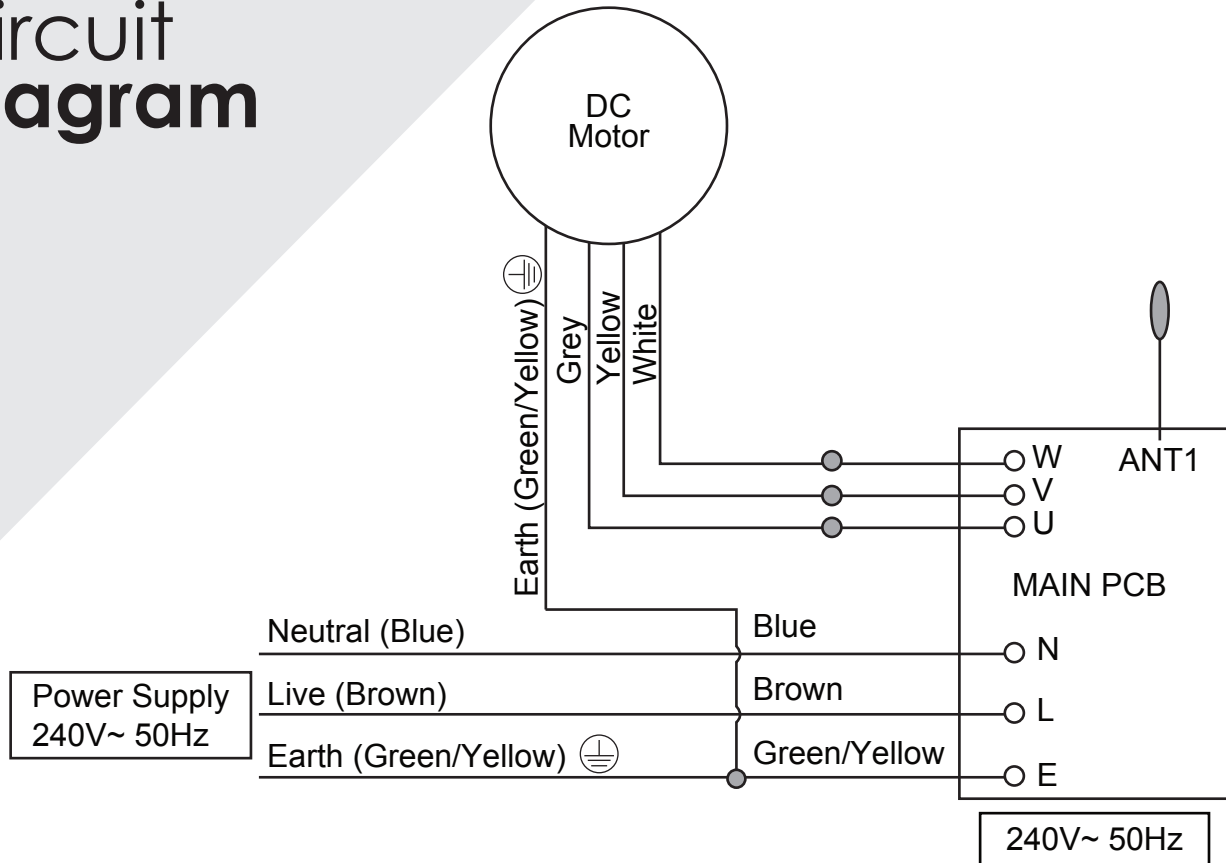 ircuit
agram
DC
Motor
Earth (Green/Yellow)
Grey
Yellow
White
W
V
U
ANT1
MAIN PCB
Neutral (Blue)
Blue
N
Power Supply
240V~ 50Hz
Live (Brown)
Brown
L
Earth (Green/Yellow)
Green/Yellow
E
240V~ 50Hz